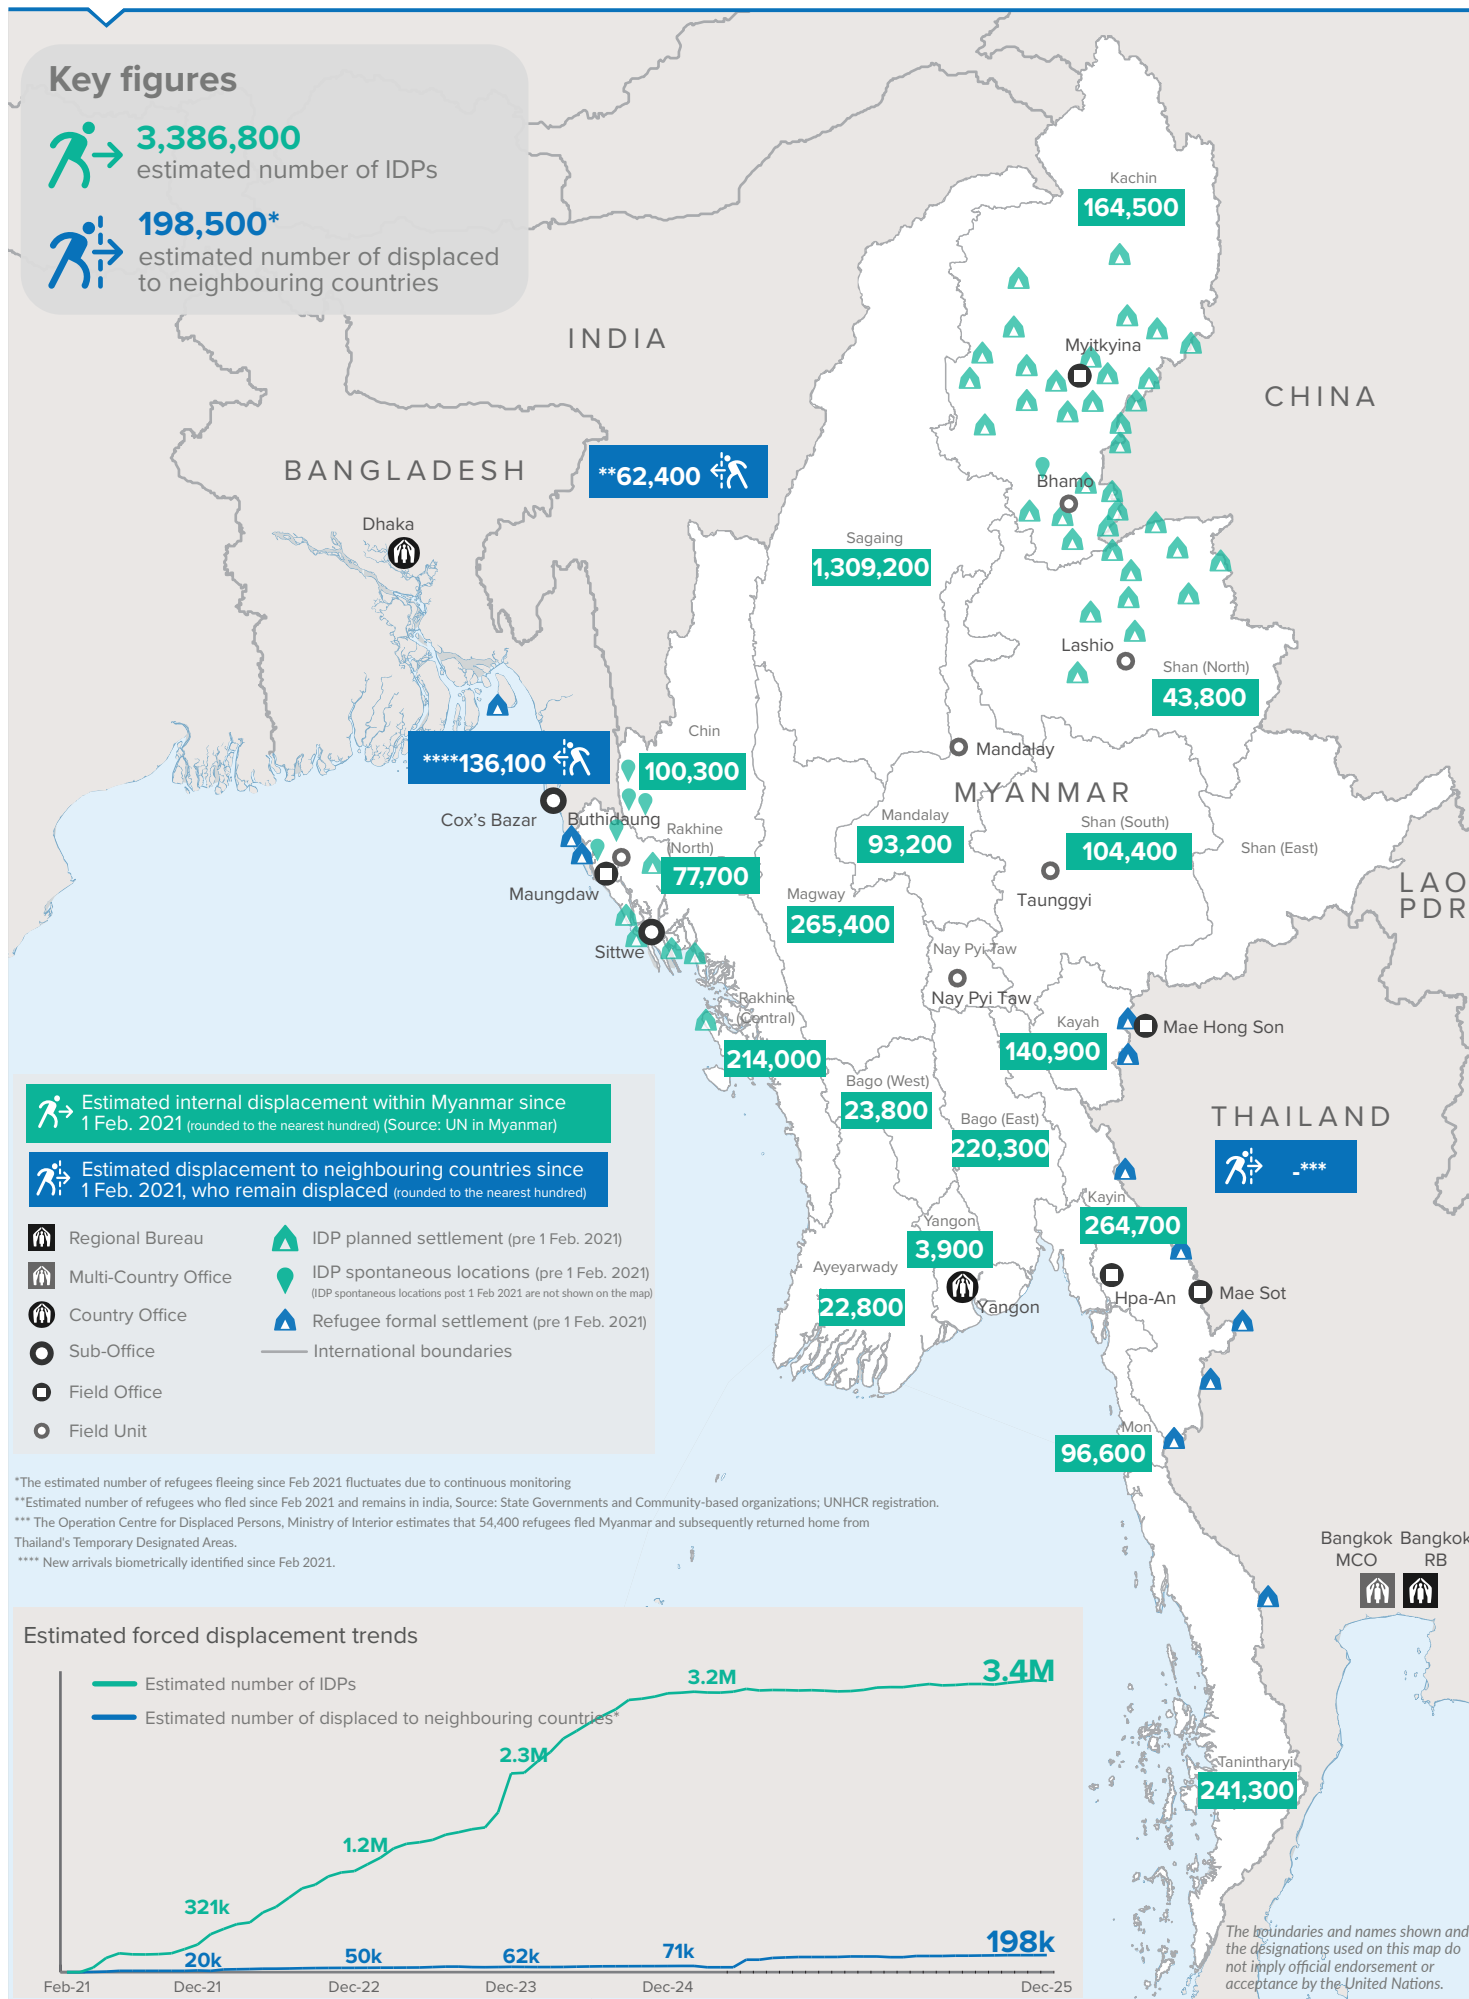 Key figures
3,386,800
estimated number of IDPs
198,500*
estimated number of displaced
to neighbouring countries
INDIA
CHINA
BANGLADESH
Dhaka
**62,400
Kachin
164,500
Myitkyina
Bhamo
Sagaing
1,309,200
Lashio
Shan (North)
43,800
Chin
100,300
****136,100
Cox's Bazar
Buthidaung
Rakhine
(North)
77,700
Maungdaw
Sittwe
Mandalay
MYANMAR
Mandalay
93,200
Shan (South)
104,400
Taunggyi
Shan (East)
LAO
PDR
Magway
265,400
Nay Pyi Taw
Nay Pyi Taw
Rakhine
(Central)
214,000
Kayah
140,900
Mae Hong Son
Bago (West)
23,800
Bago (East)
220,300
THAILAND
-***
Kayin
264,700
Yangon
3,900
Yangon
Ayeyarwady
22,800
Hpa-An
Mae Sot
Mon
96,600
Bangkok
MCO
Bangkok
RB
Tanintharyi
241,300
Estimated internal displacement within Myanmar since
1 Feb. 2021 (rounded to the nearest hundred) (Source: UN in Myanmar)
Estimated displacement to neighbouring countries since
1 Feb. 2021, who remain displaced (rounded to the nearest hundred)
Regional Bureau
Multi-Country Office
Country Office
Sub-Office
Field Office
Field Unit
IDP planned settlement (pre 1 Feb. 2021)
IDP spontaneous locations (pre 1 Feb. 2021)
(IDP spontaneous locations post 1 Feb 2021 are not shown on the map)
Refugee formal settlement (pre 1 Feb. 2021)
International boundaries
*The estimated number of refugees fleeing since Feb 2021 fluctuates due to continuous monitoring
**Estimated number of refugees who fled since Feb 2021 and remains in india, Source: State Governments and Community-based organizations; UNHCR registration.
*** The Operation Centre for Displaced Persons, Ministry of Interior estimates that 54,400 refugees fled Myanmar and subsequently returned home from
Thailand's Temporary Designated Areas.
**** New arrivals biometrically identified since Feb 2021.
Estimated forced displacement trends
Estimated number of IDPs
Estimated number of displaced to neighbouring countries*
321k
1.2M
2.3M
3.2M
3.4M
20k
50k
62k
71k
198k
Feb-21
Dec-21
Dec-22
Dec-23
Dec-24
Dec-25
The boundaries and names shown and
the designations used on this map do
not imply official endorsement or
acceptance by the United Nations.